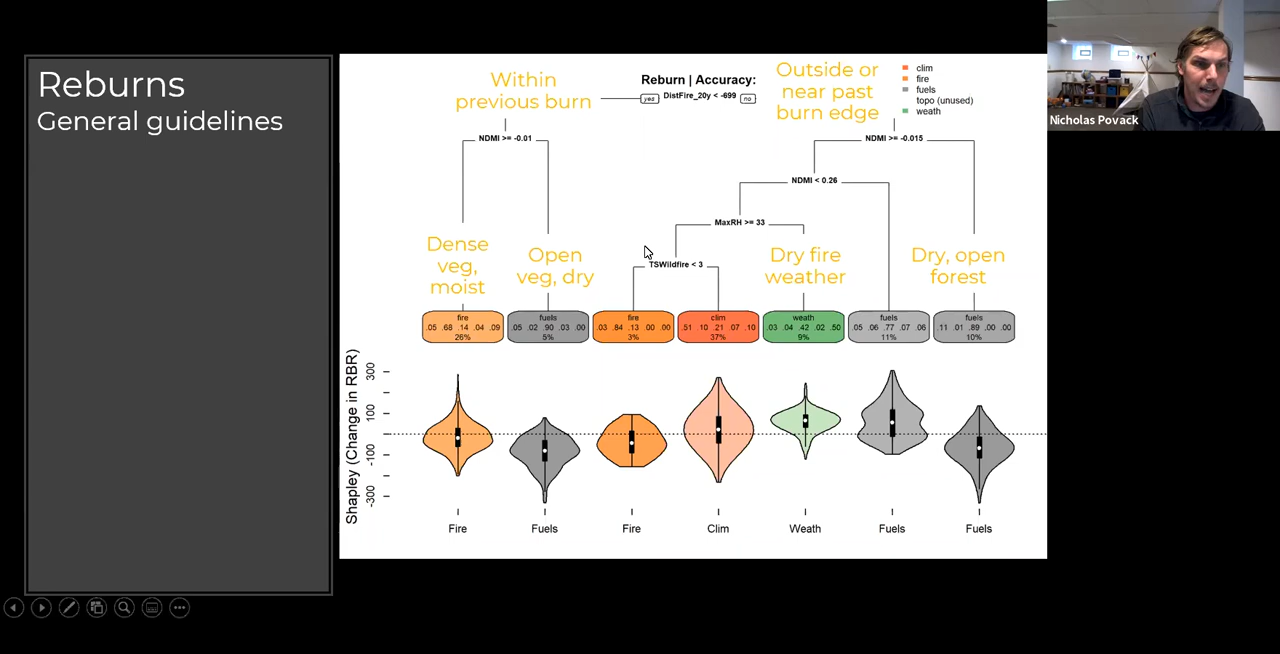 Reburns
General guidelines
Within
previous burn
Reburn | Accuracy:
yes DistFire_20y < -699 no
Outside or
near past
burn edge
clim
fire
fuels
topo (unused)
weath
Nicholas Povack
NDMI >= -0.01
NDMI >= -0.015
NDMI < 0.26
MaxRH >= 33
TSWildfire < 3
Dense
veg,
moist
Open
veg, dry
Dry fire
weather
Dry, open
forest
fire
.05 .68 .14 .04 .09
26%
fuels
.05 .02 .90 .03 .00
5%
fire
.03 .84 .13 .00 .00
3%
clim
.51 .10 .21 .07 .10
37%
weath
.03 .04 .42 .02 .50
9%
fuels
.05 .06 .77 .07 .06
11%
fuels
.11 .01 .89 .00 .00
10%
Shapley (Change in RBR)
300
100
-100
-300
Fire Fuels Fire Clim Weath Fuels Fuels